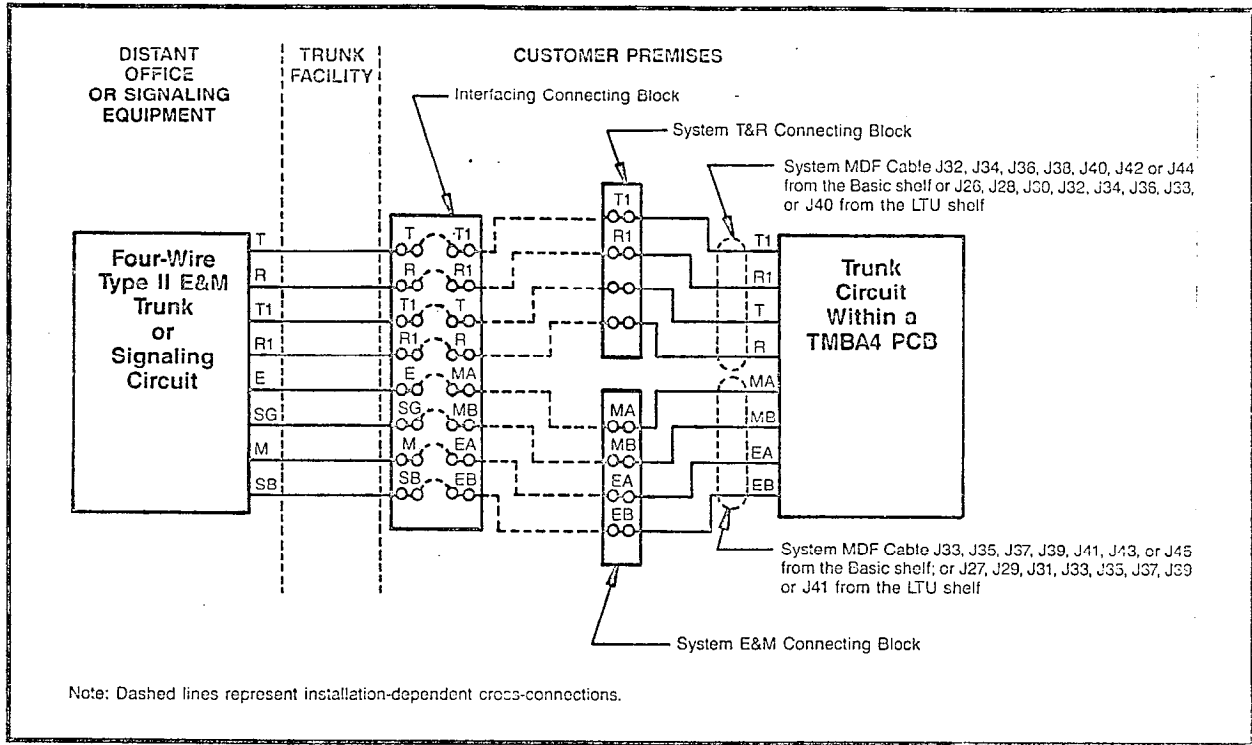 DISTANT
OFFICE
OR SIGNALING
EQUIPMENT
TRUNK
FACILITY
CUSTOMER PREMISES
Interfacing Connecting Block
System T&R Connecting Block
System MDF Cable J32, J34, J36, J38, J40, J42 or J44
from the Basic shelf or J26, J28, J30, J32, J34, J36, J38,
or J40 from the LTU shelf
Four-Wire
Type II E&M
Trunk
or
Signaling
Circuit
T
R
T1
R1
E
SG
M
SB
T T1
R R1
T1 T
R1 R
E MA
SG MB
M EA
SB EB
T1
R1
MA
MB
EA
EB
T1
R1
T
R
MA
MB
EA
EB
Trunk
Circuit
Within a
TMBA4 PCB
System MDF Cable J33, J35, J37, J39, J41, J43, or J45
from the Basic shelf; or J27, J29, J31, J33, J35, J37, J39
or J41 from the LTU shelf
System E&M Connecting Block
Note: Dashed lines represent installation-dependent cross-connections.